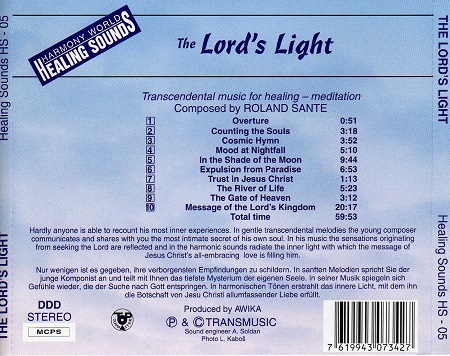 HARMONY WORLD
HEALING SOUNDS
The Lord's Light
Transcendental music for healing – meditation
Composed by ROLAND SANTE
1 Overture 0:51
2 Counting the Souls 3:18
3 Cosmic Hymn 3:52
4 Mood at Nightfall 5:10
5 In the Shade of the Moon 9:44
6 Expulsion from Paradise 6:53
7 Trust in Jesus Christ 1:13
8 The River of Life 5:23
9 The Gate of Heaven 3:12
10 Message of the Lord's Kingdom 20:17
Total time 59:53
Hardly anyone is able to recount his most inner experiences. In gentle transcendental melodies the young composer
communicates and shares with you the most intimate secret of his own soul. In his music the sensations originating
from seeking the Lord are reflected and in the harmonic sounds radiate the inner light with which the message of
Jesus Christ's all-embracing love is filling him.
Nur wenigen ist es gegeben, ihre verborgensten Empfindungen zu schildern. In sanften Melodien spricht Sie der
junge Komponist an und teilt mit Ihnen das tiefste Mysterium der eigenen Seele. In seiner Musik spiegeln sich
Gefühle wieder, die der Suche nach Gott entspringen. In harmonischen Tönen erstrahlt das innere Licht, mit dem ihn
die Botschaft von Jesu Christi allumfassender Liebe erfüllt.
DDD
STEREO
MCPS
Produced by AWIKA
℗ & © TRANSMUSIC
Sound engineer A. Soldan
Photo L. Kaboš
7 619943 073427
THE LORD'S LIGHT
Healing Sounds HS - 05
THE LORD'S LIGHT
Healing Sounds HS - 05